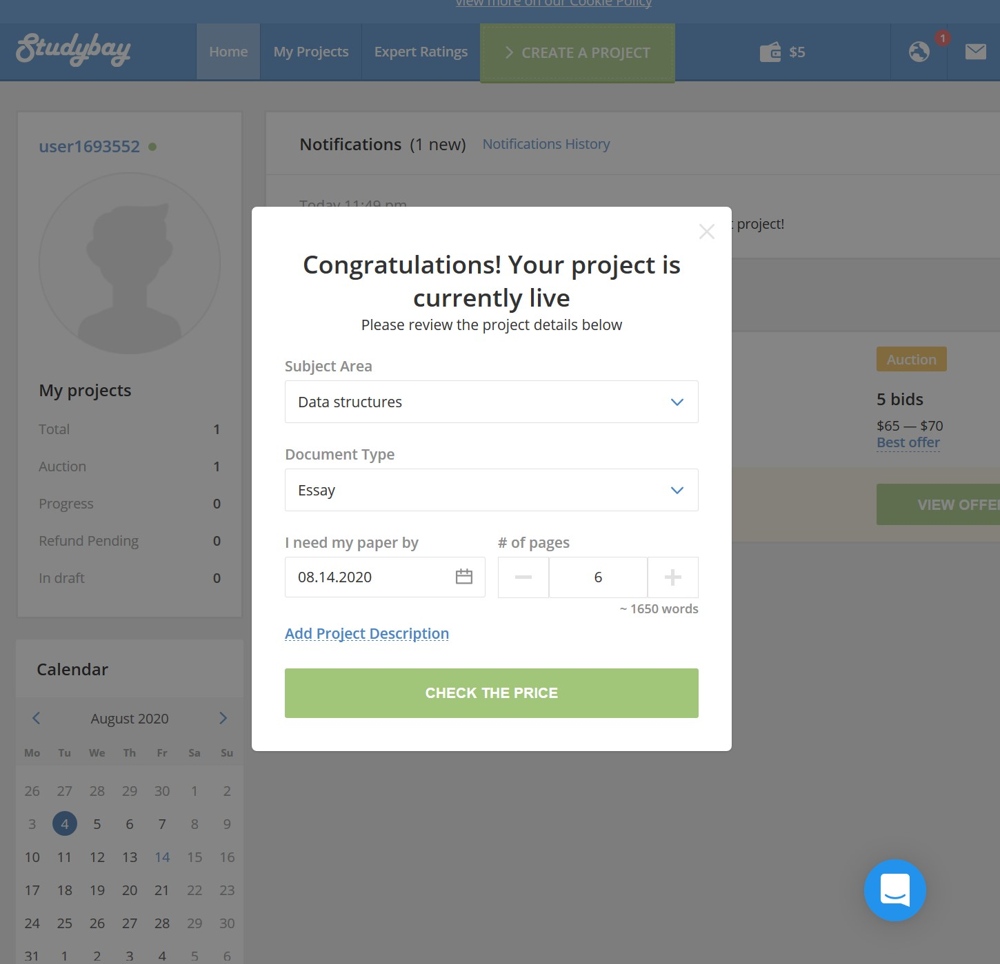 view more on our Cookie Policy
Studybay
Home
My Projects
Expert Ratings
CREATE A PROJECT
$5
1
user1693552
Notifications (1 new) Notifications History
Today 11:49 pm
project!
Congratulations! Your project is
currently live
Please review the project details below
Subject Area
Data structures
Document Type
Essay
I need my paper by
# of pages
08.14.2020
6
~ 1650 words
Add Project Description
CHECK THE PRICE
Auction
5 bids
$65 — $70
Best offer
VIEW OFFE
My projects
Total 1
Auction 1
Progress 0
Refund Pending 0
In draft 0
Calendar
August 2020
Mo Tu We Th Fr Sa Su
26 27 28 29 30 1 2
3 4 5 6 7 8 9
10 11 12 13 14 15 16
17 18 19 20 21 22 23
24 25 26 27 28 29 30
31 1 2 3 4 5 6